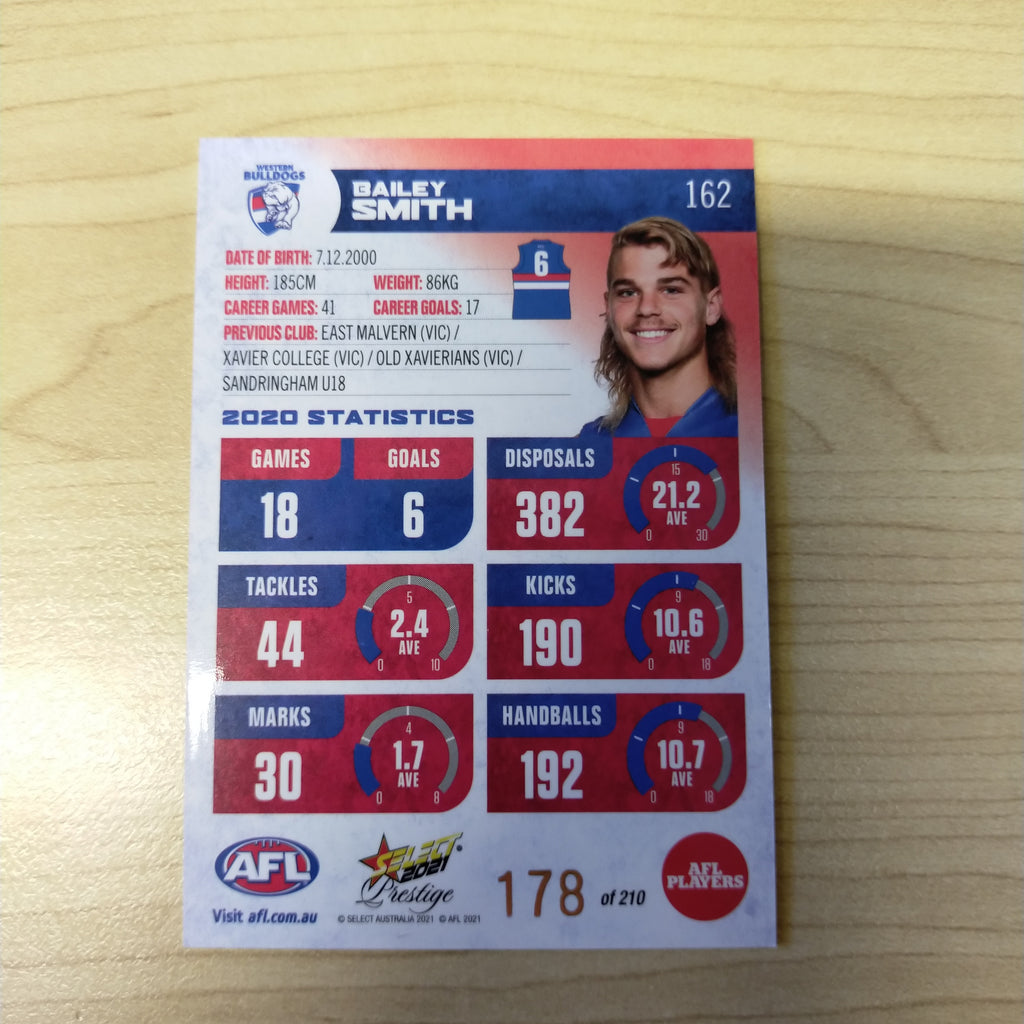 WESTERN
BULLDOGS
BAILEY
SMITH
162
DATE OF BIRTH: 7.12.2000
HEIGHT: 185CM WEIGHT: 86KG
CAREER GAMES: 41 CAREER GOALS: 17
PREVIOUS CLUB: EAST MALVERN (VIC) /
XAVIER COLLEGE (VIC) / OLD XAVERIANS (VIC) /
SANDRINGHAM U18
6
2020 STATISTICS
GAMES GOALS
18 6
DISPOSALS
382
15
21.2
AVE
0 30
TACKLES
44
5
2.4
AVE
0 10
KICKS
190
9
10.6
AVE
0 18
MARKS
30
4
1.7
AVE
0 8
HANDBALLS
192
9
10.7
AVE
0 18
AFL
Visit afl.com.au
SELECT
2021
Prestige
© SELECT AUSTRALIA 2021 © AFL 2021
178 of 210
AFL
PLAYERS